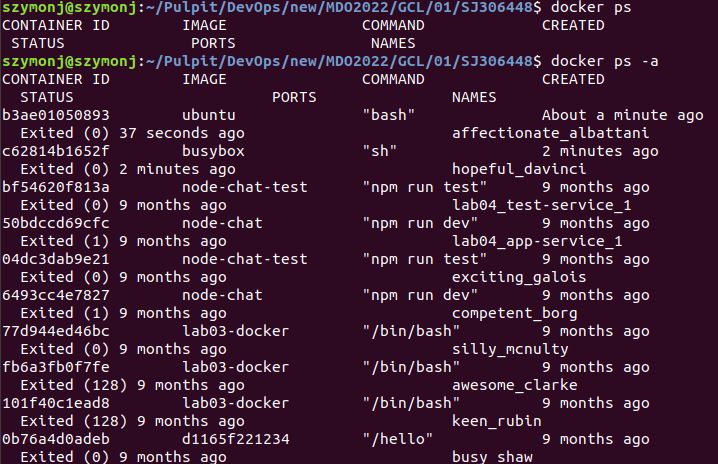 szymonj@szymonj:~/Pulpit/DevOps/new/MDO2022/GCL/01/SJ306448$ docker ps
CONTAINER ID IMAGE COMMAND CREATED
STATUS PORTS NAMES
szymonj@szymonj:~/Pulpit/DevOps/new/MDO2022/GCL/01/SJ306448$ docker ps -a
CONTAINER ID IMAGE COMMAND CREATED
STATUS PORTS NAMES
b3ae01050893 ubuntu "bash" About a minute ago
Exited (0) 37 seconds ago affectionate_albattani
c62814b1652f busybox "sh" 2 minutes ago
Exited (0) 2 minutes ago hopeful_davinci
bf54620f813a node-chat-test "npm run test" 9 months ago
Exited (0) 9 months ago lab04_test-service_1
50bdccd69cfc node-chat "npm run dev" 9 months ago
Exited (1) 9 months ago lab04_app-service_1
04dc3dab9e21 node-chat-test "npm run test" 9 months ago
Exited (0) 9 months ago exciting_galois
6493cc4e7827 node-chat "npm run dev" 9 months ago
Exited (1) 9 months ago competent_borg
77d944ed46bc lab03-docker "/bin/bash" 9 months ago
Exited (0) 9 months ago silly_mcnulty
fb6a3fb0f7fe lab03-docker "/bin/bash" 9 months ago
Exited (128) 9 months ago awesome_clarke
101f40c1ead8 lab03-docker "/bin/bash" 9 months ago
Exited (128) 9 months ago keen_rubin
0b76a4d0adeb d1165f221234 "/hello" 9 months ago
Exited (0) 9 months ago busy_shaw